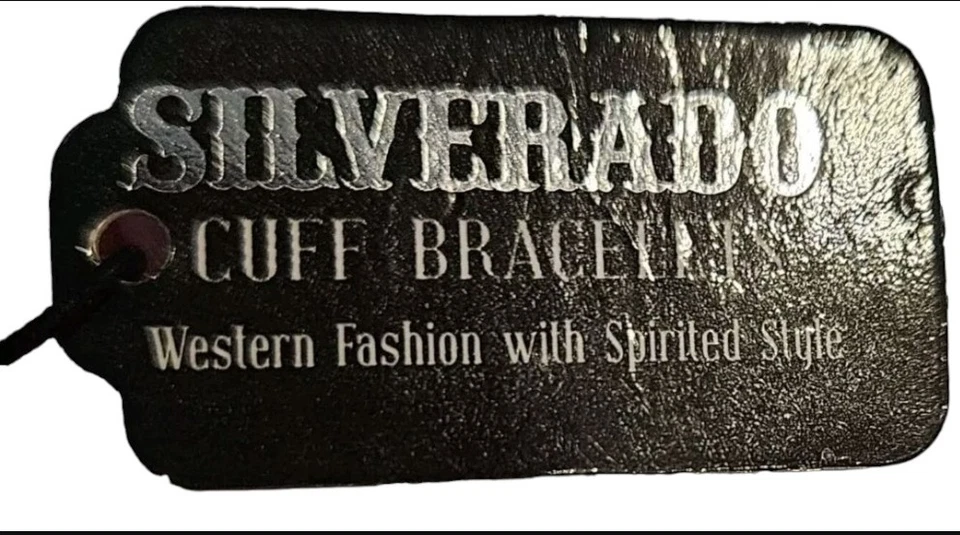 SILVERADO
CUFF BRACELETS
Western Fashion with Spirited Style